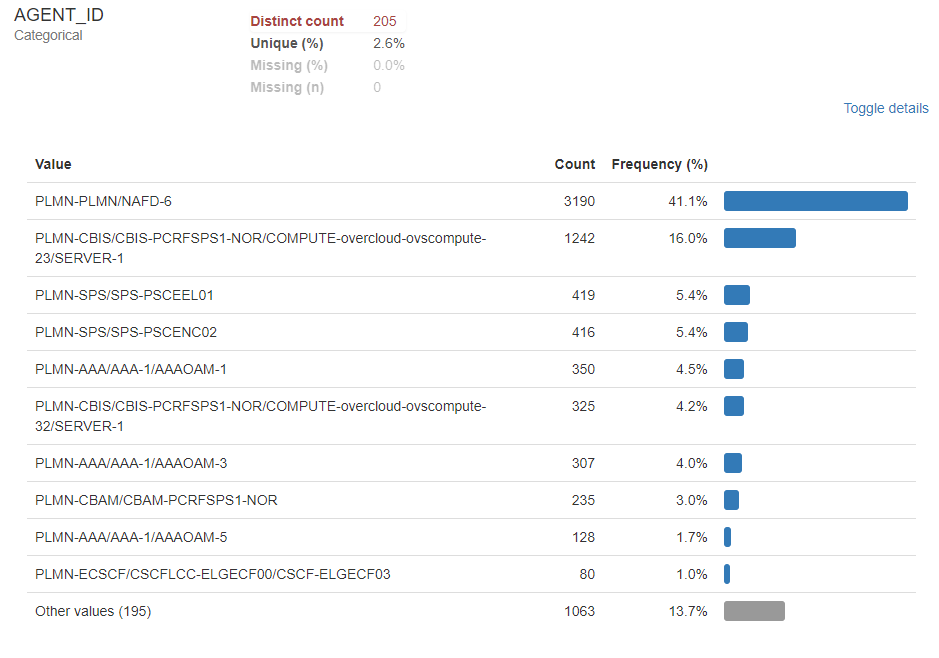 AGENT_ID
Categorical
Distinct count 205
Unique (%) 2.6%
Missing (%) 0.0%
Missing (n) 0
Toggle details
Value Count Frequency (%)
PLMN-PLMN/NAFD-6 3190 41.1%
PLMN-CBIS/CBIS-PCRFSPS1-NOR/COMPUTE-overcloud-ovscompute- 1242 16.0%
23/SERVER-1
PLMN-SPS/SPS-PSCEEL01 419 5.4%
PLMN-SPS/SPS-PSCENC02 416 5.4%
PLMN-AAA/AAA-1/AAAOAM-1 350 4.5%
PLMN-CBIS/CBIS-PCRFSPS1-NOR/COMPUTE-overcloud-ovscompute- 325 4.2%
32/SERVER-1
PLMN-AAA/AAA-1/AAAOAM-3 307 4.0%
PLMN-CBAM/CBAM-PCRFSPS1-NOR 235 3.0%
PLMN-AAA/AAA-1/AAAOAM-5 128 1.7%
PLMN-ECSCF/CSCFLCC-ELGECF00/CSCF-ELGECF03 80 1.0%
Other values (195) 1063 13.7%